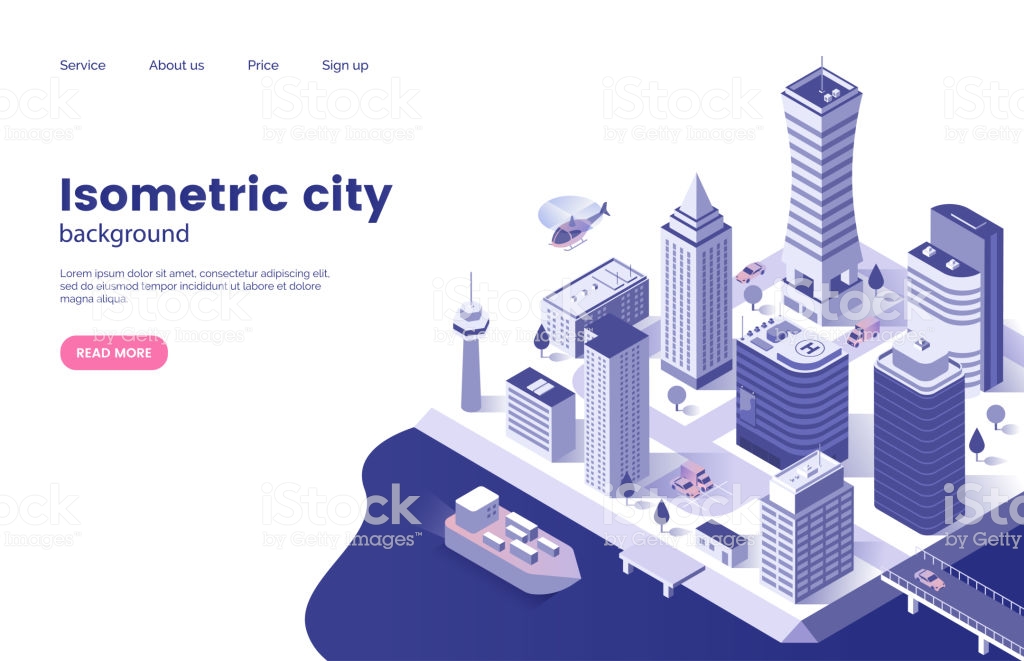 Service About us Price Sign up
Isometric city
background
Lorem ipsum dolor sit amet, consectetur adipiscing elit,
sed do eiusmod tempor incididunt ut labore et dolore
magna aliqua.
READ MORE
H
iStock
by Getty Images™